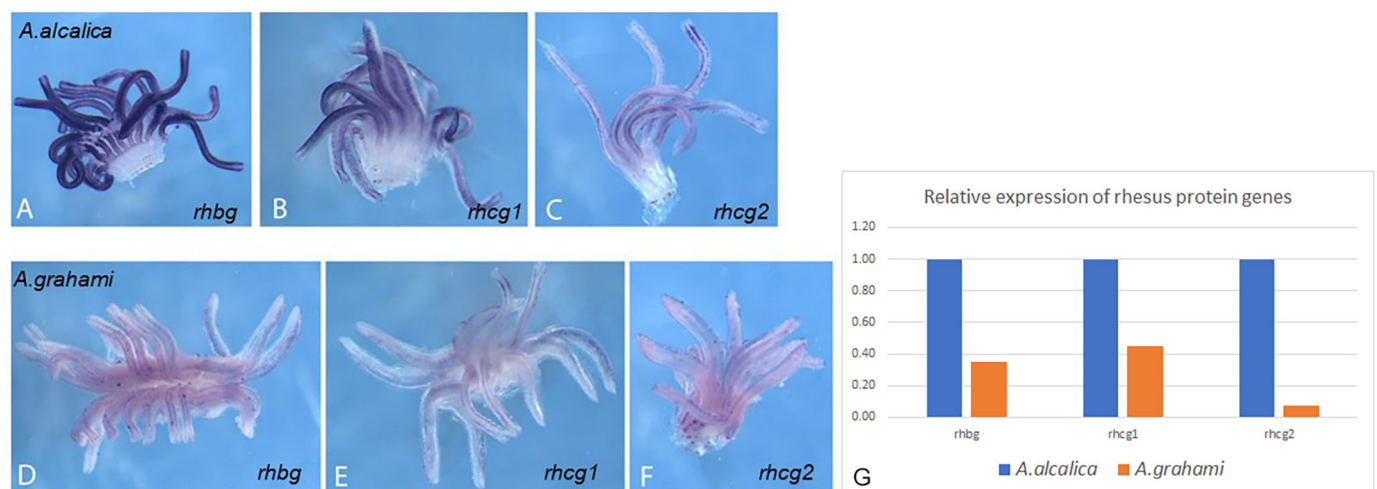 A.alcalica
A
rhbg
B
rhcg1
C
rhcg2
A.grahami
D
rhbg
E
rhcg1
F
rhcg2
Relative expression of rhesus protein genes
1.20
1.00
0.80
0.60
0.40
0.20
0.00
rhbg
rhcg1
rhcg2
A.alcalica
A.grahami
G